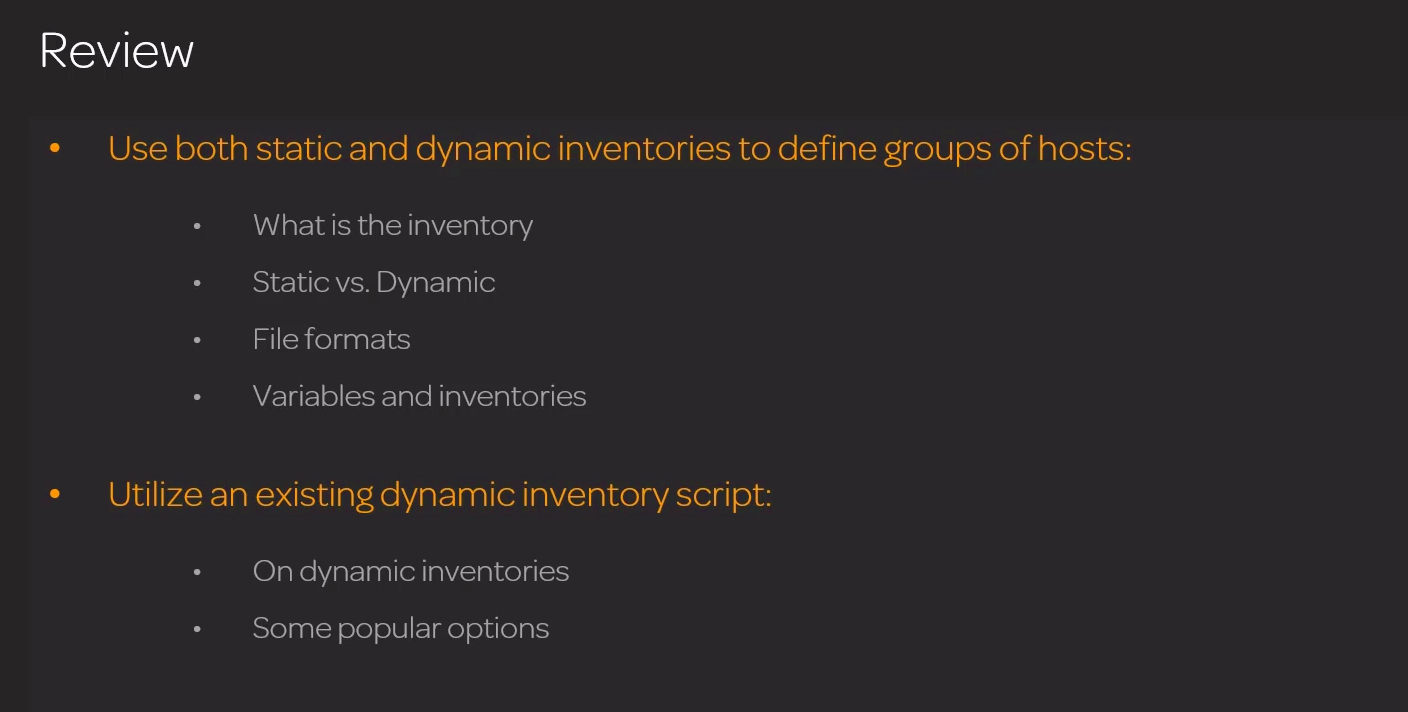 Review
• Use both static and dynamic inventories to define groups of hosts:
• What is the inventory
• Static vs. Dynamic
• File formats
• Variables and inventories
• Utilize an existing dynamic inventory script:
• On dynamic inventories
• Some popular options